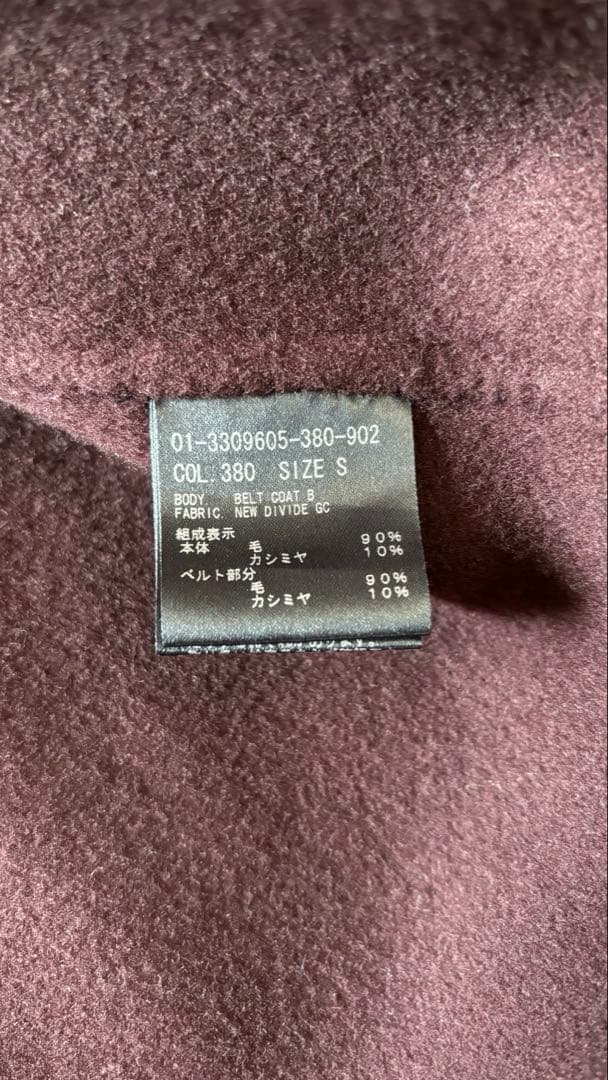 01-3309605-380-902
COL. 380 SIZE S
BODY. BELT COAT B
FABRIC. NEW DIVIDE GC
組成表示
本体 毛 90%
カシミヤ 10%
ベルト部分
毛 90%
カシミヤ 10%